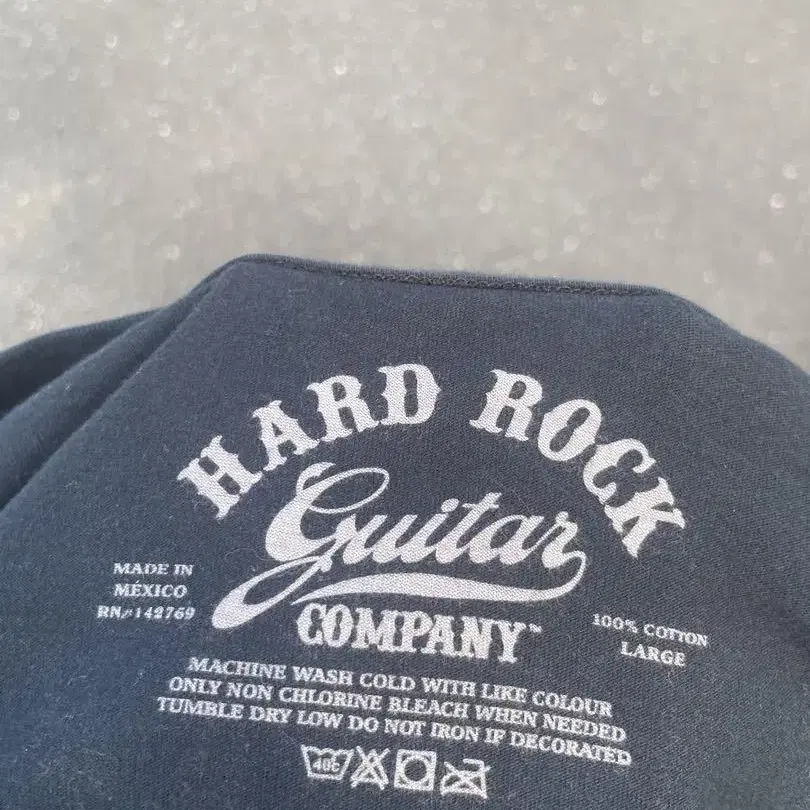 HARD ROCK
Guitar
COMPANY™
MADE IN
MÉXICO
RN#142769
100% COTTON
LARGE
MACHINE WASH COLD WITH LIKE COLOUR
ONLY NON CHLORINE BLEACH WHEN NEEDED
TUMBLE DRY LOW DO NOT IRON IF DECORATED
40c